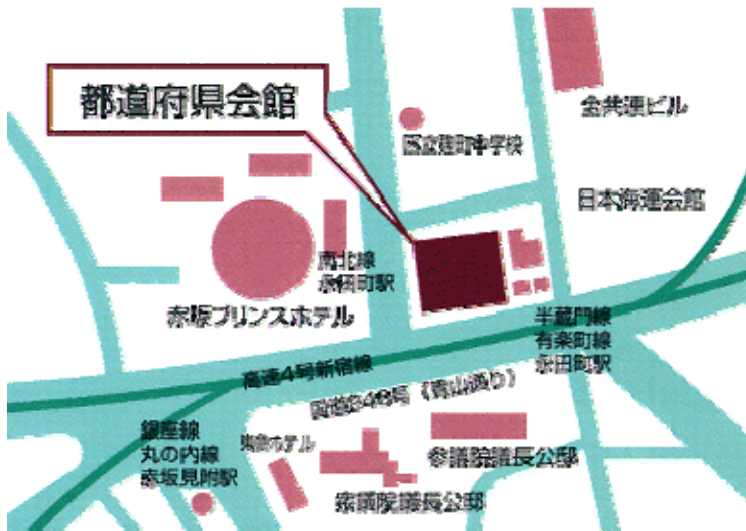 都道府県会館
全共連ビル
町中学校
日本海運会館
南北線
永田町駅
赤坂プリンスホテル
半蔵門線
有楽町線
永田町駅
高速4号新宿線
国道246号（青山通り）
銀座線
丸の内線
赤坂見附駅
ホテル
参議院議長公邸
衆議院議長公邸